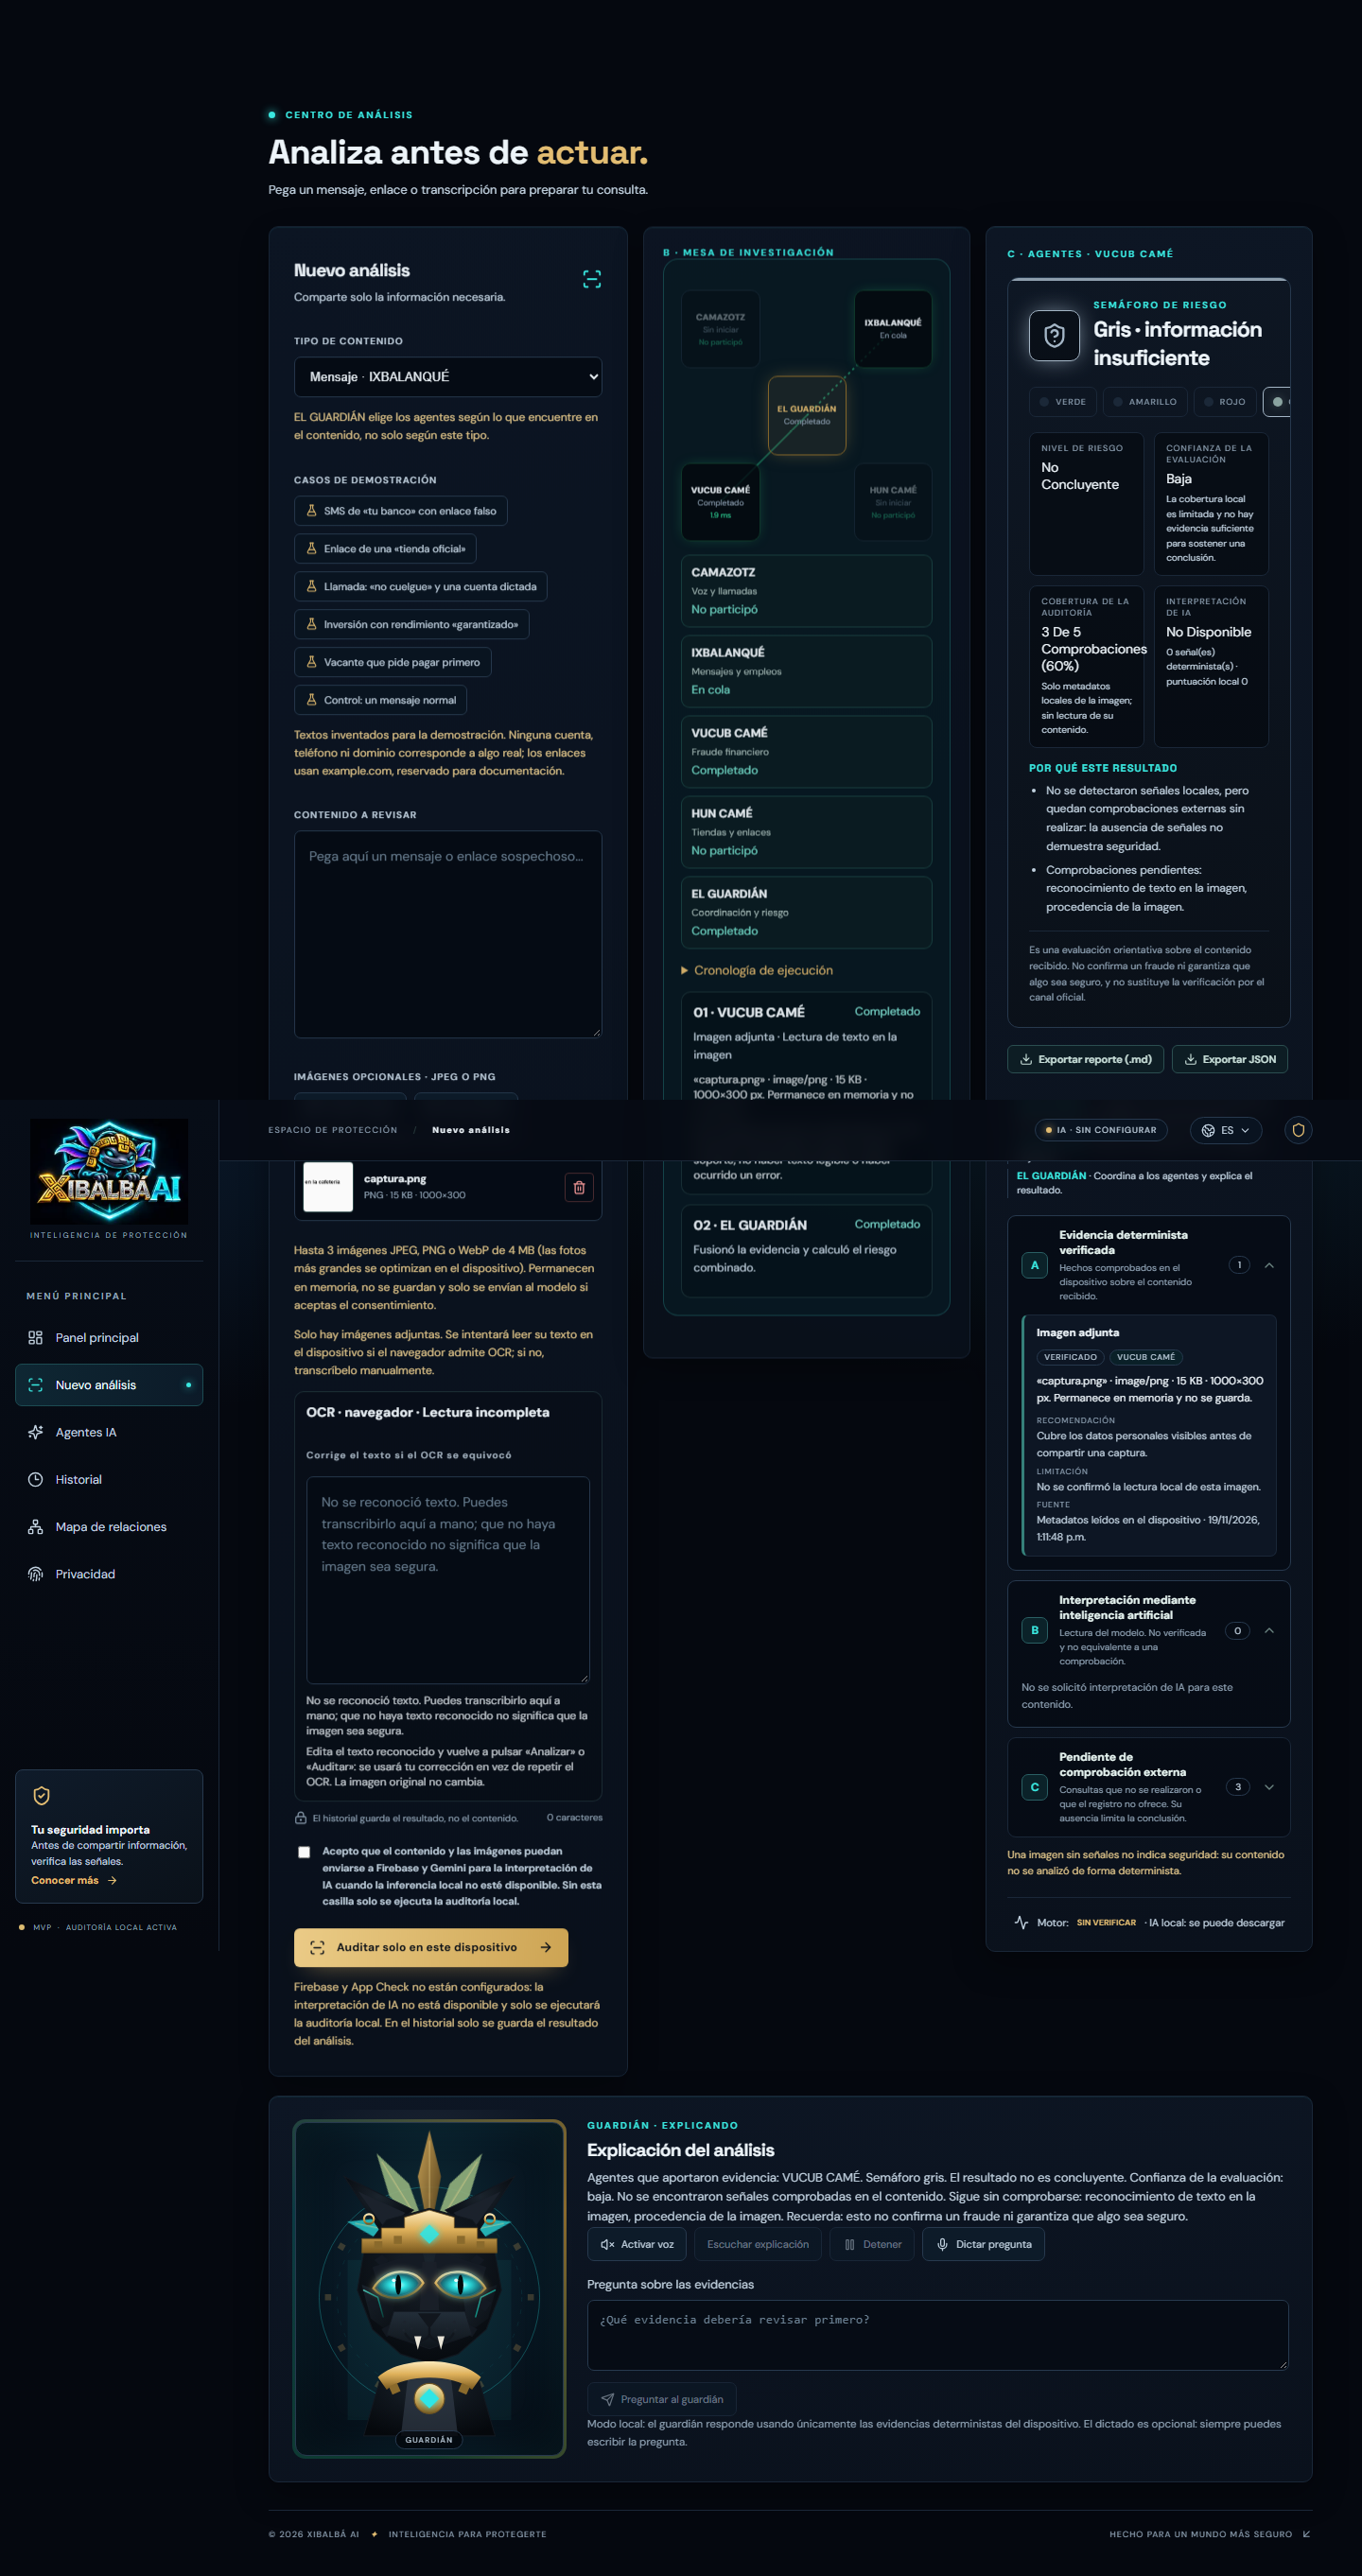 CENTRO DE ANÁLISIS
Analiza antes de actuar.
Pega un mensaje, enlace o transcripción para preparar tu consulta.
Nuevo análisis
Comparte solo la información necesaria.
TIPO DE CONTENIDO
Mensaje · IXBALANQUÉ
EL GUARDIÁN elige los agentes según lo que encuentre en
el contenido, no solo según este tipo.
CASOS DE DEMOSTRACIÓN
SMS de «tu banco» con enlace falso
Enlace de una «tienda oficial»
Llamada: «no cuelgue» y una cuenta dictada
Inversión con rendimiento «garantizado»
Vacante que pide pagar primero
Control: un mensaje normal
Textos inventados para la demostración. Ninguna cuenta,
teléfono ni dominio corresponde a algo real; los enlaces
usan example.com, reservado para documentación.
CONTENIDO A REVISAR
Pega aquí un mensaje o enlace sospechoso...
IMÁGENES OPCIONALES · JPEG O PNG
B · MESA DE INVESTIGACIÓN
CAMAZOTZ
Sin iniciar
No participó
IXBALANQUÉ
En cola
EL GUARDIÁN
Completado
VUCUB CAMÉ
Completado
1.9 ms
HUN CAMÉ
Sin iniciar
No participó
CAMAZOTZ
Voz y llamadas
No participó
IXBALANQUÉ
Mensajes y empleos
En cola
VUCUB CAMÉ
Fraude financiero
Completado
HUN CAMÉ
Tiendas y enlaces
No participó
EL GUARDIÁN
Coordinación y riesgo
Completado
Cronología de ejecución
01 · VUCUB CAMÉ
Completado
Imagen adjunta · Lectura de texto en la
imagen
«captura.png» · image/png · 15 KB ·
1000×300 px. Permanece en memoria y no
C · AGENTES · VUCUB CAMÉ
SEMÁFORO DE RIESGO
Gris · información
insuficiente
VERDE
AMARILLO
ROJO
NIVEL DE RIESGO
No
Concluyente
CONFIANZA DE LA
EVALUACIÓN
Baja
La cobertura local
es limitada y no hay
evidencia suficiente
para sostener una
conclusión.
COBERTURA DE LA
AUDITORÍA
3 De 5
Comprobaciones
(60%)
Solo metadatos
locales de la imagen;
sin lectura de su
contenido.
INTERPRETACIÓN
DE IA
No Disponible
0 señal(es)
determinista(s) ·
puntuación local 0
POR QUÉ ESTE RESULTADO
No se detectaron señales locales, pero
quedan comprobaciones externas sin
realizar: la ausencia de señales no
demuestra seguridad.
Comprobaciones pendientes:
reconocimiento de texto en la imagen,
procedencia de la imagen.
Es una evaluación orientativa sobre el contenido
recibido. No confirma un fraude ni garantiza que
algo sea seguro, y no sustituye la verificación por el
canal oficial.
Exportar reporte (.md)
Exportar JSON
XIBALBÁ AI
INTELIGENCIA DE PROTECCIÓN
ESPACIO DE PROTECCIÓN / Nuevo análisis
IA · SIN CONFIGURAR
ES
MENÚ PRINCIPAL
Panel principal
Nuevo análisis
Agentes IA
Historial
Mapa de relaciones
Privacidad
Tu seguridad importa
Antes de compartir información,
verifica las señales.
Conocer más
MVP · AUDITORÍA LOCAL ACTIVA
en la cafetería
captura.png
PNG · 15 KB · 1000×300
Hasta 3 imágenes JPEG, PNG o WebP de 4 MB (las fotos
más grandes se optimizan en el dispositivo). Permanecen
en memoria, no se guardan y solo se envían al modelo si
aceptas el consentimiento.
Solo hay imágenes adjuntas. Se intentará leer su texto en
el dispositivo si el navegador admite OCR; si no,
transcríbelo manualmente.
OCR · navegador · Lectura incompleta
Corrige el texto si el OCR se equivocó
No se reconoció texto. Puedes
transcribirlo aquí a mano; que no haya
texto reconocido no significa que la
imagen sea segura.
No se reconoció texto. Puedes transcribirlo aquí a
mano; que no haya texto reconocido no significa que la
imagen sea segura.
Edita el texto reconocido y vuelve a pulsar «Analizar» o
«Auditar»: se usará tu corrección en vez de repetir el
OCR. La imagen original no cambia.
El historial guarda el resultado, no el contenido.
0 caracteres
Acepto que el contenido y las imágenes puedan
enviarse a Firebase y Gemini para la interpretación de
IA cuando la inferencia local no esté disponible. Sin esta
casilla solo se ejecuta la auditoría local.
Auditar solo en este dispositivo
Firebase y App Check no están configurados: la
interpretación de IA no está disponible y solo se ejecutará
la auditoría local. En el historial solo se guarda el resultado
del análisis.
soporte, no haber texto legible o haber
ocurrido un error.
02 · EL GUARDIÁN
Completado
Fusionó la evidencia y calculó el riesgo
combinado.
EL GUARDIÁN · Coordina a los agentes y explica el
resultado.
A
Evidencia determinista
verificada
Hechos comprobados en el
dispositivo sobre el contenido
recibido.
1
Imagen adjunta
VERIFICADO
VUCUB CAMÉ
«captura.png» · image/png · 15 KB · 1000×300
px. Permanece en memoria y no se guarda.
RECOMENDACIÓN
Cubre los datos personales visibles antes de
compartir una captura.
LIMITACIÓN
No se confirmó la lectura local de esta imagen.
FUENTE
Metadatos leídos en el dispositivo · 19/11/2026,
1:11:48 p.m.
B
Interpretación mediante
inteligencia artificial
Lectura del modelo. No verificada
y no equivalente a una
comprobación.
0
No se solicitó interpretación de IA para este
contenido.
C
Pendiente de
comprobación externa
Consultas que no se realizaron o
que el registro no ofrece. Su
ausencia limita la conclusión.
3
Una imagen sin señales no indica seguridad: su contenido
no se analizó de forma determinista.
Motor: SIN VERIFICAR · IA local: se puede descargar
GUARDIÁN
GUARDIÁN · EXPLICANDO
Explicación del análisis
Agentes que aportaron evidencia: VUCUB CAMÉ. Semáforo gris. El resultado no es concluyente. Confianza de la evaluación:
baja. No se encontraron señales comprobadas en el contenido. Sigue sin comprobarse: reconocimiento de texto en la
imagen, procedencia de la imagen. Recuerda: esto no confirma un fraude ni garantiza que algo sea seguro.
Activar voz
Escuchar explicación
Detener
Dictar pregunta
Pregunta sobre las evidencias
¿Qué evidencia debería revisar primero?
Preguntar al guardián
Modo local: el guardián responde usando únicamente las evidencias deterministas del dispositivo. El dictado es opcional: siempre puedes
escribir la pregunta.
© 2026 XIBALBÁ AI ✦ INTELIGENCIA PARA PROTEGERTE
HECHO PARA UN MUNDO MÁS SEGURO